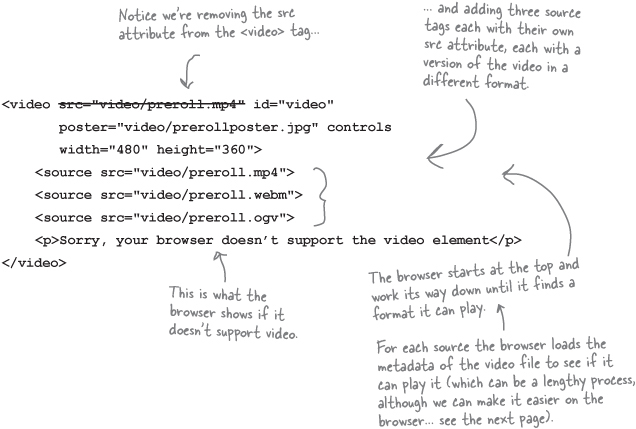 Notice we're removing the src
attribute from the <video> tag...
... and adding three source
tags each with their own
src attribute, each with a
version of the video in a
different format.
<video src="video/preroll.mp4" id="video"
poster="video/prerollposter.jpg" controls
width="480" height="360">
<source src="video/preroll.mp4">
<source src="video/preroll.webm">
<source src="video/preroll.ogv">
<p>Sorry, your browser doesn't support the video element</p>
</video>
This is what the
browser shows if it
doesn't support video.
The browser starts at the top and
work its way down until it finds a
format it can play.
For each source the browser loads the
metadata of the video file to see if it
can play it (which can be a lengthy process,
although we can make it easier on the
browser... see the next page).